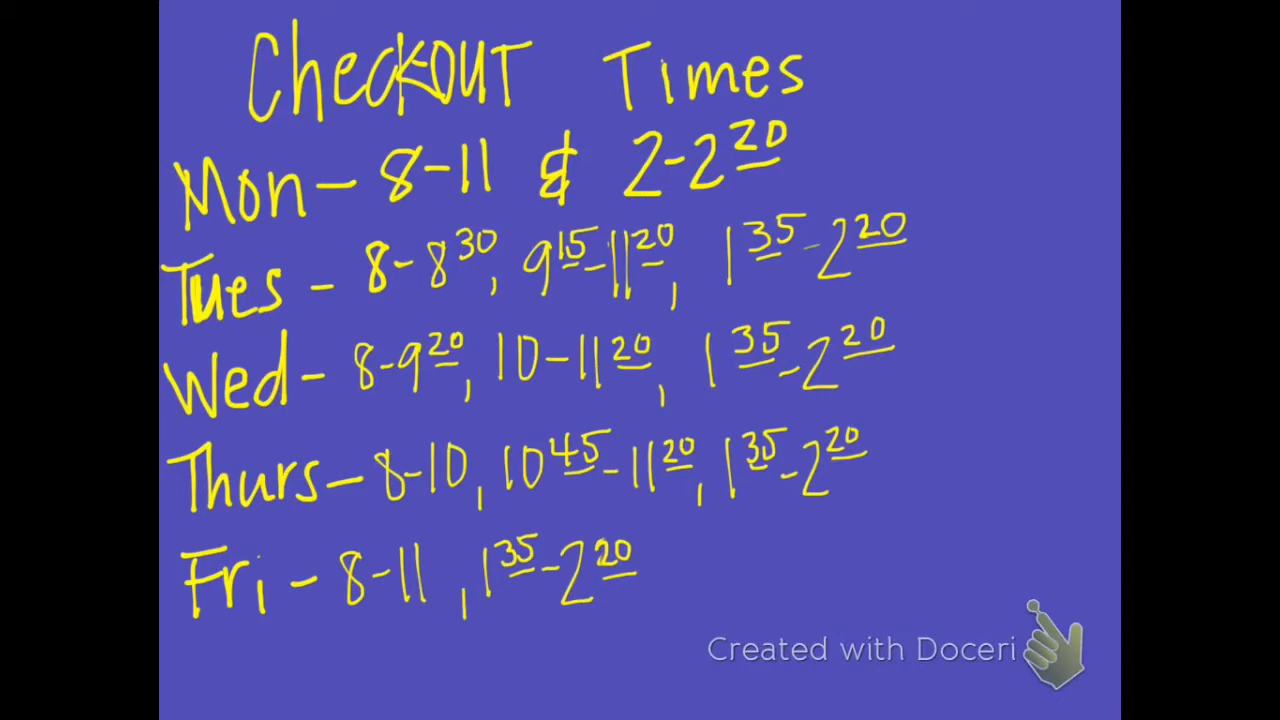 Checkout Times
Mon - 8-11 & 2-2 20
Tues - 8-8 30, 9 15-11 20, 1 35-2 20
Wed - 8-9 20, 10-11 20, 1 35-2 20
Thurs - 8-10, 10 45-11 20, 1 35-2 20
Fri - 8-11, 1 35-2 20
Created with Doceri